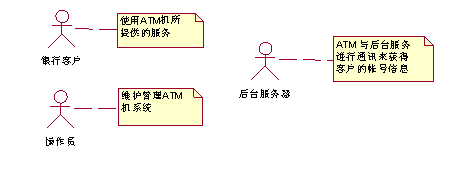 使用ATM机所
提供的服务
银行客户
维护管理ATM
机系统
操作员
ATM 与后台服务
进行通讯来获得
客户的帐号信息
后台服务器